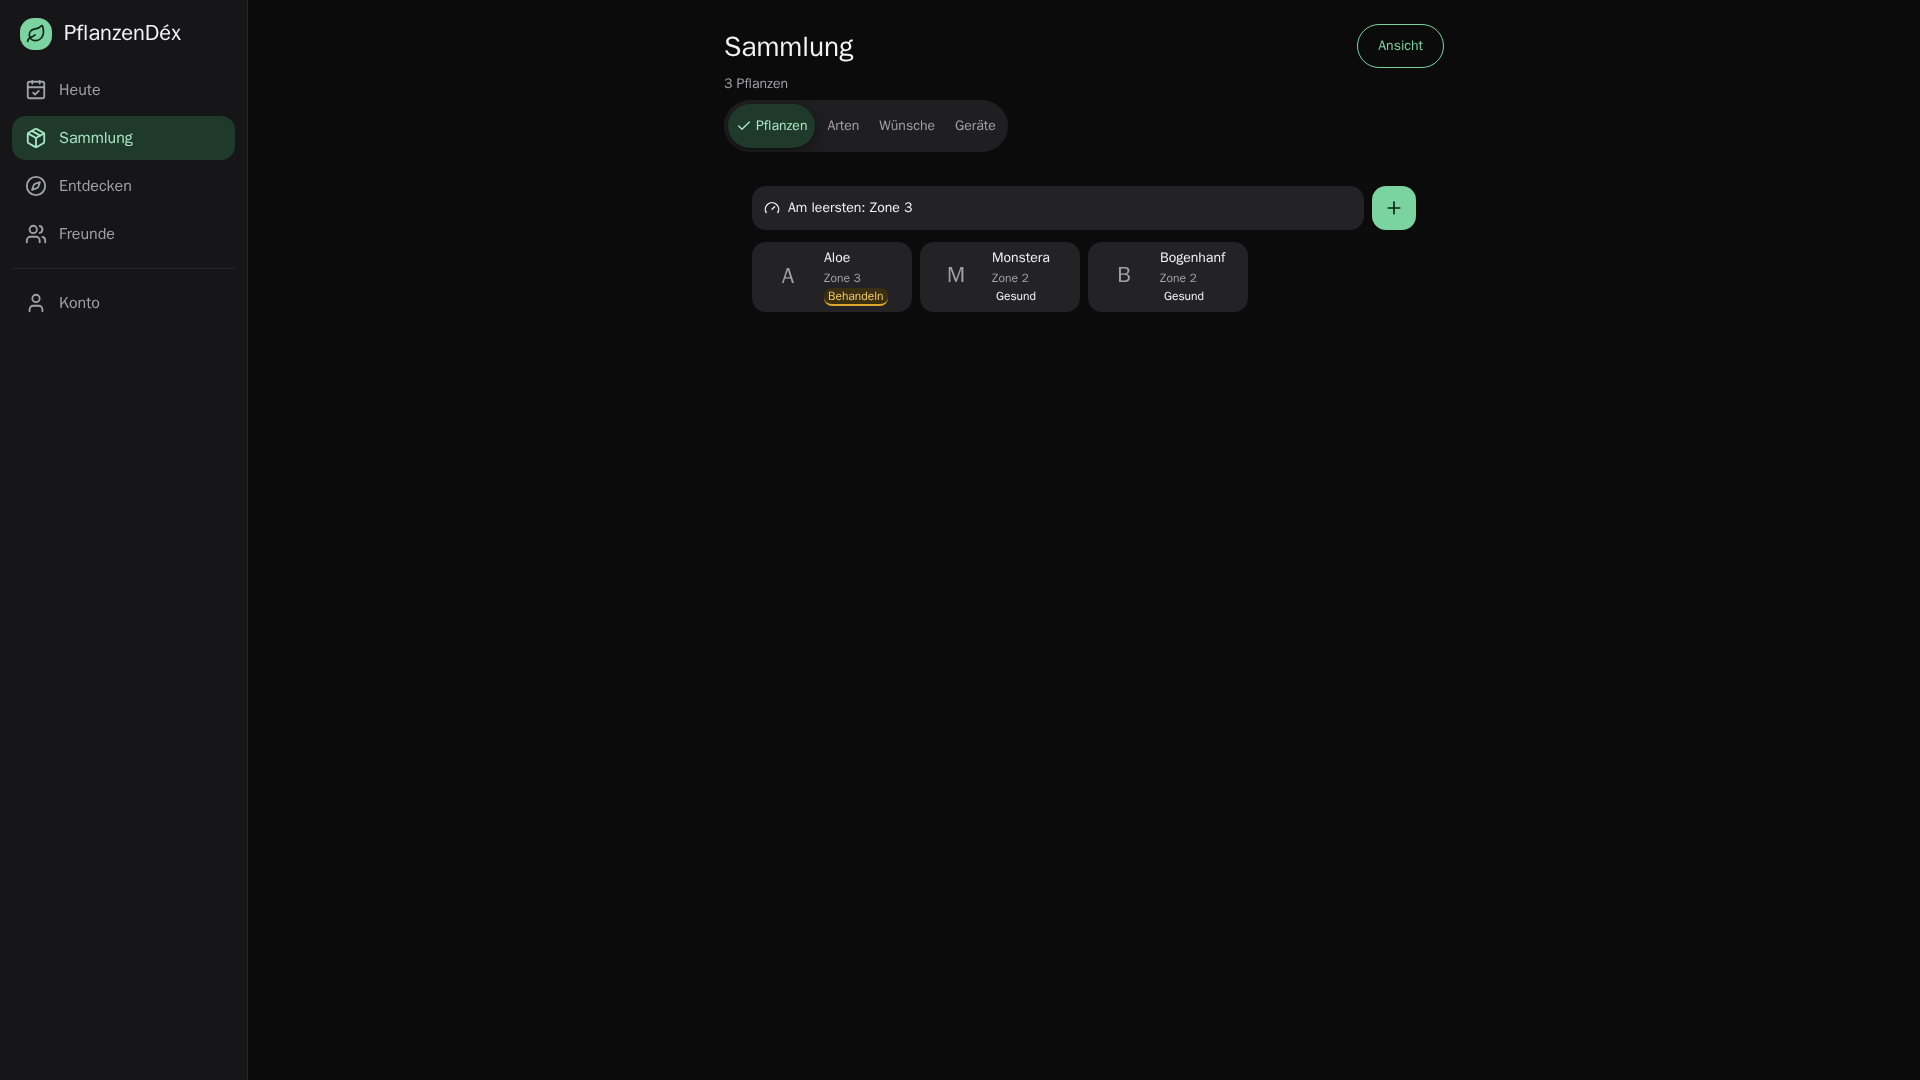 PflanzenDéx
Heute
Sammlung
Entdecken
Freunde
Konto
Sammlung
Ansicht
3 Pflanzen
Pflanzen Arten Wünsche Geräte
Am leersten: Zone 3
A
Aloe
Zone 3
Behandeln
M
Monstera
Zone 2
Gesund
B
Bogenhanf
Zone 2
Gesund